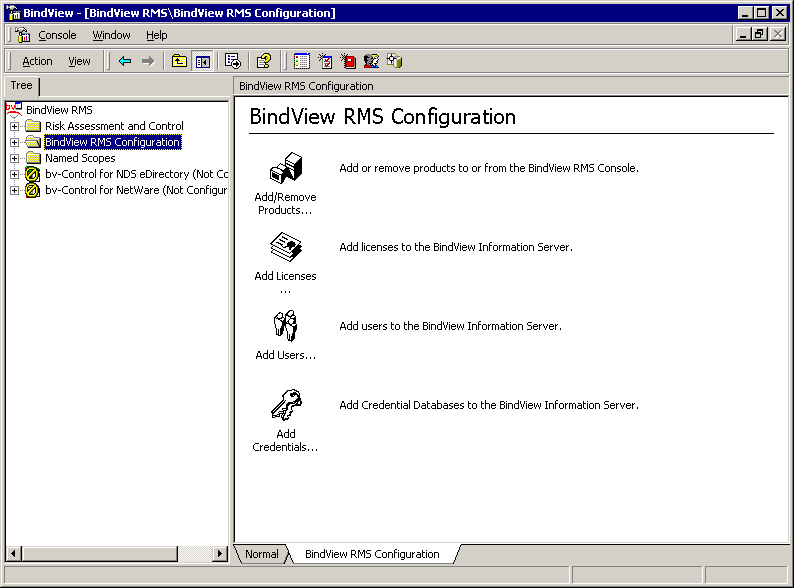 BindView - [BindView RMS\BindView RMS Configuration]
Console Window Help
Action View
Tree
BindView RMS
Risk Assessment and Control
BindView RMS Configuration
Named Scopes
bv-Control for NDS eDirectory (Not Cc
bv-Control for NetWare (Not Configur
BindView RMS Configuration
BindView RMS Configuration
Add/Remove
Products...
Add or remove products to or from the BindView RMS Console.
Add Licenses
...
Add licenses to the BindView Information Server.
Add Users...
Add users to the BindView Information Server.
Add
Credentials...
Add Credential Databases to the BindView Information Server.
Normal
BindView RMS Configuration